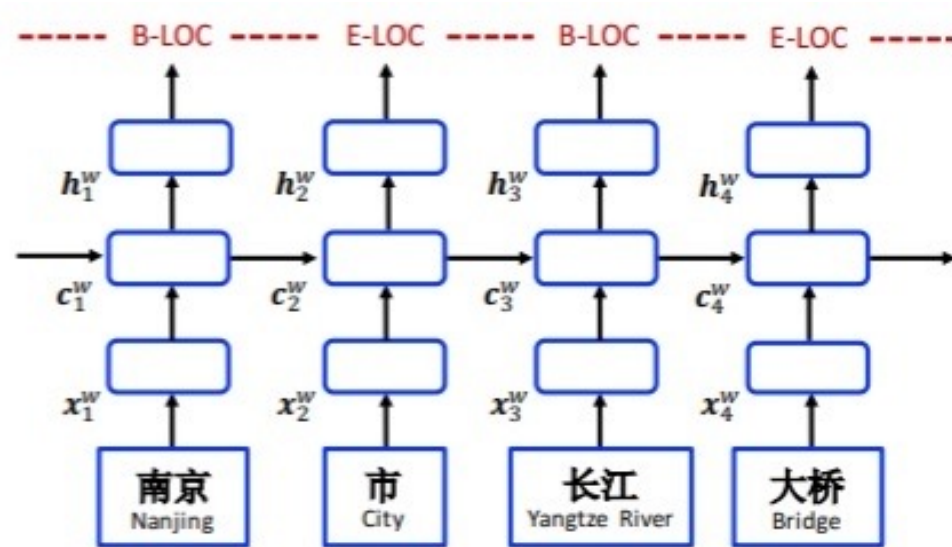 B-LOC E-LOC B-LOC E-LOC
h₁ʷ h₂ʷ h₃ʷ h₄ʷ
c₁ʷ c₂ʷ c₃ʷ c₄ʷ
x₁ʷ x₂ʷ x₃ʷ x₄ʷ
南京 市 长江 大桥
Nanjing City Yangtze River Bridge